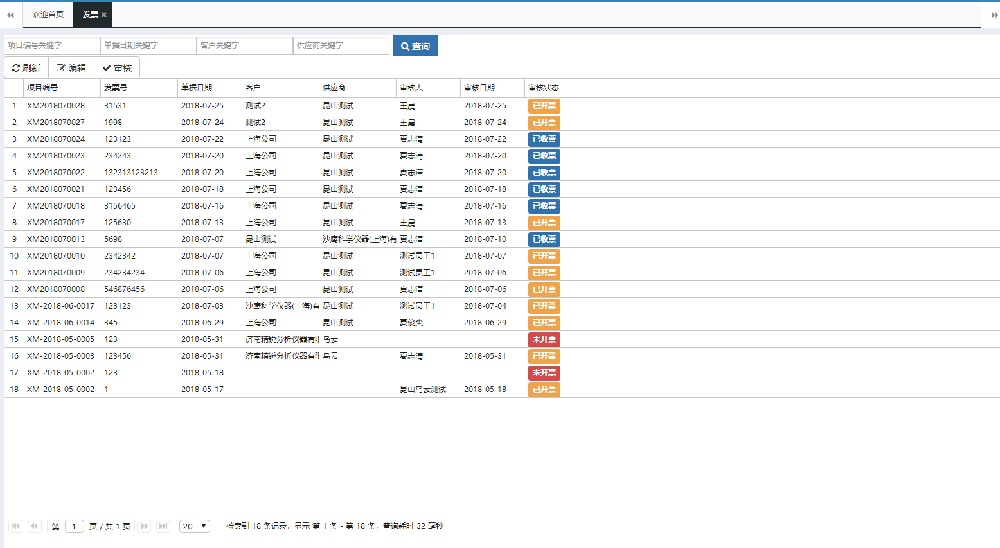 欢迎首页 发票
项目编号关键字 单据日期关键字 客户关键字 供应商关键字 查询
刷新 编辑 审核
项目编号 发票号 单据日期 客户 供应商 审核人 审核日期 审核状态
1 XM2018070028 31531 2018-07-25 测试2 昆山测试 王晨 2018-07-25 已开票
2 XM2018070027 1998 2018-07-24 测试2 昆山测试 王晨 2018-07-24 已开票
3 XM2018070024 123123 2018-07-22 上海公司 昆山测试 夏志清 2018-07-22 已收票
4 XM2018070023 234243 2018-07-20 上海公司 昆山测试 夏志清 2018-07-20 已收票
5 XM2018070022 132313123213 2018-07-20 上海公司 昆山测试 夏志清 2018-07-20 已收票
6 XM2018070021 123456 2018-07-18 上海公司 昆山测试 夏志清 2018-07-18 已收票
7 XM2018070018 3156465 2018-07-16 上海公司 昆山测试 夏志清 2018-07-16 已收票
8 XM2018070017 125630 2018-07-13 上海公司 昆山测试 王晨 2018-07-13 已开票
9 XM2018070013 5698 2018-07-07 昆山测试 沙鹰科学仪器(上海)有 夏志清 2018-07-10 已收票
10 XM2018070010 2342342 2018-07-07 上海公司 昆山测试 测试员工1 2018-07-07 已开票
11 XM2018070009 234234234 2018-07-06 上海公司 昆山测试 测试员工1 2018-07-06 已开票
12 XM2018070008 546876456 2018-07-06 上海公司 昆山测试 夏志清 2018-07-06 已开票
13 XM-2018-06-0017 123123 2018-07-03 沙鹰科学仪器(上海)有 昆山测试 测试员工1 2018-07-04 已开票
14 XM-2018-06-0014 345 2018-06-29 上海公司 昆山测试 夏俊炎 2018-06-29 已开票
15 XM-2018-05-0005 123 2018-05-31 济南精锐分析仪器有限 乌云 未开票
16 XM-2018-05-0003 123456 2018-05-31 济南精锐分析仪器有限 乌云 夏志清 2018-05-31 已开票
17 XM-2018-05-0002 123 2018-05-18 未开票
18 XM-2018-05-0002 1 2018-05-17 昆山乌云测试 2018-05-18 已开票
第 1 页 / 共 1 页 20 检索到 18 条记录，显示 第 1 条 - 第 18 条，查询耗时 32 毫秒